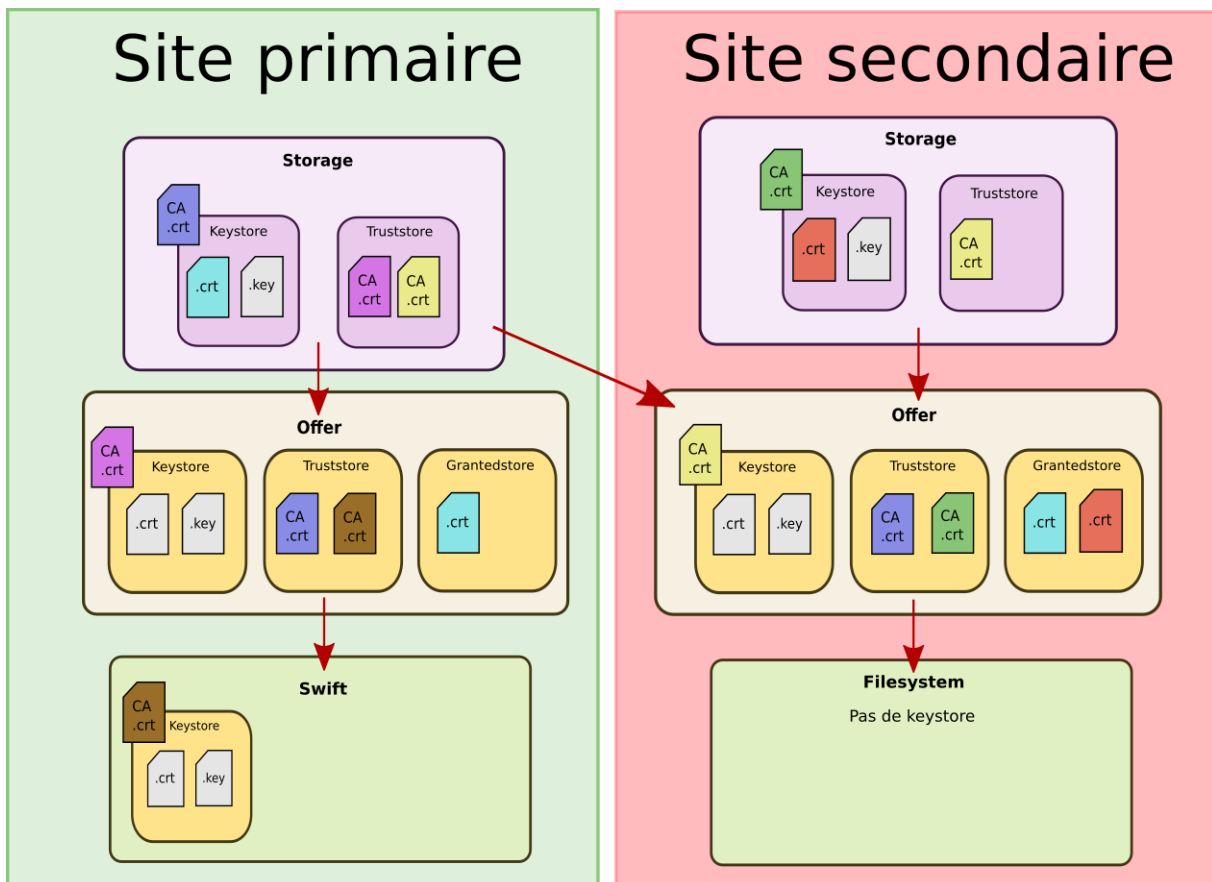 Site primaire
Storage
CA
.crt
Keystore
.crt
.key
Truststore
CA
.crt
CA
.crt
Offer
CA
.crt
Keystore
.crt
.key
Truststore
CA
.crt
CA
.crt
Grantedstore
.crt
Swift
CA
.crt
Keystore
.crt
.key
Site secondaire
Storage
CA
.crt
Keystore
.crt
.key
Truststore
CA
.crt
Offer
CA
.crt
Keystore
.crt
.key
Truststore
CA
.crt
CA
.crt
Grantedstore
.crt
.crt
Filesystem
Pas de keystore